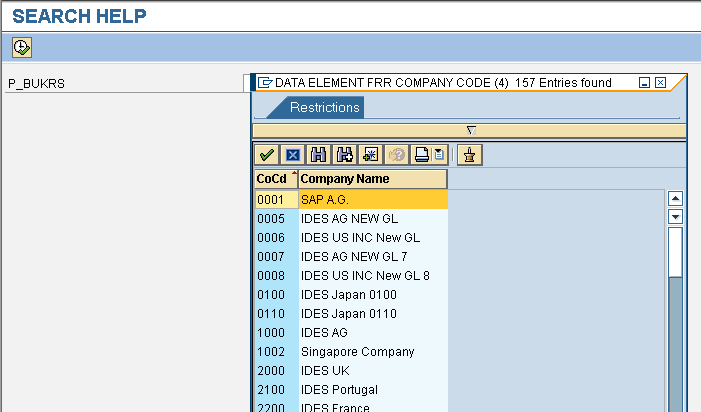 SEARCH HELP
P_BUKRS
DATA ELEMENT FRR COMPANY CODE (4) 157 Entries found
Restrictions
CoCd Company Name
0001 SAP A.G.
0005 IDES AG NEW GL
0006 IDES US INC New GL
0007 IDES AG NEW GL 7
0008 IDES US INC New GL 8
0100 IDES Japan 0100
0110 IDES Japan 0110
1000 IDES AG
1002 Singapore Company
2000 IDES UK
2100 IDES Portugal
2200 IDES France